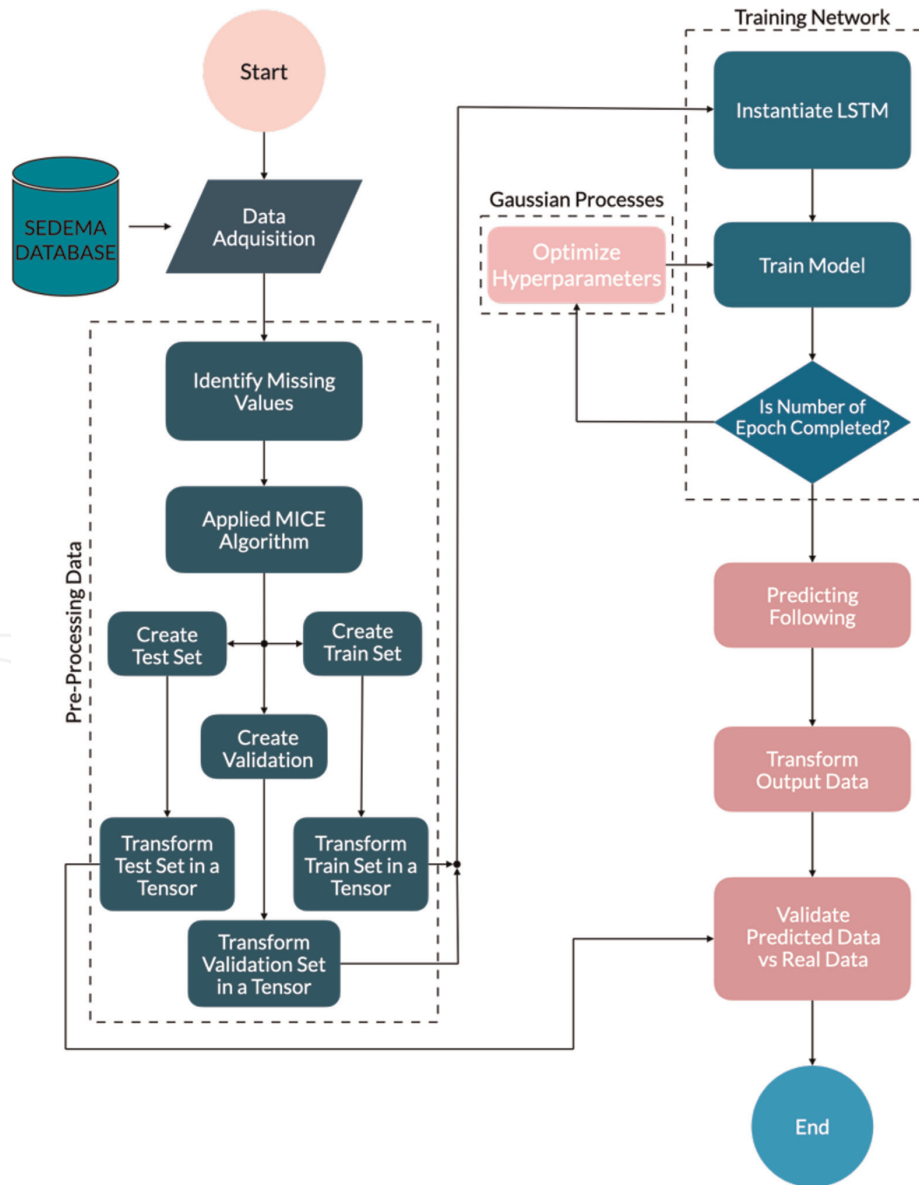 Start
SEDEMA
DATABASE
Data
Adquisition
Pre-Processing Data
Identify Missing
Values
Applied MICE
Algorithm
Create
Test Set
Create
Train Set
Create
Validation
Transform
Test Set in a
Tensor
Transform
Train Set in a
Tensor
Transform
Validation Set
in a Tensor
Training Network
Instantiate LSTM
Gaussian Processes
Optimize
Hyperparameters
Train Model
Is Number of
Epoch Completed?
Predicting
Following
Transform
Output Data
Validate
Predicted Data
vs Real Data
End